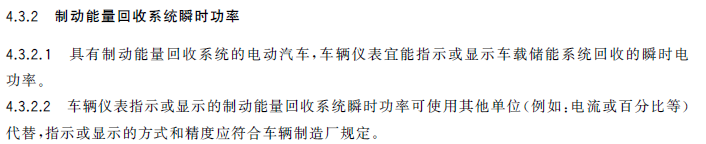 4.3.2 制动能量回收系统瞬时功率
4.3.2.1 具有制动能量回收系统的电动汽车,车辆仪表宜能指示或显示车载储能系统回收的瞬时电
功率。
4.3.2.2 车辆仪表指示或显示的制动能量回收系统瞬时功率可使用其他单位(例如:电流或百分比等)
代替,指示或显示的方式和精度应符合车辆制造厂规定。